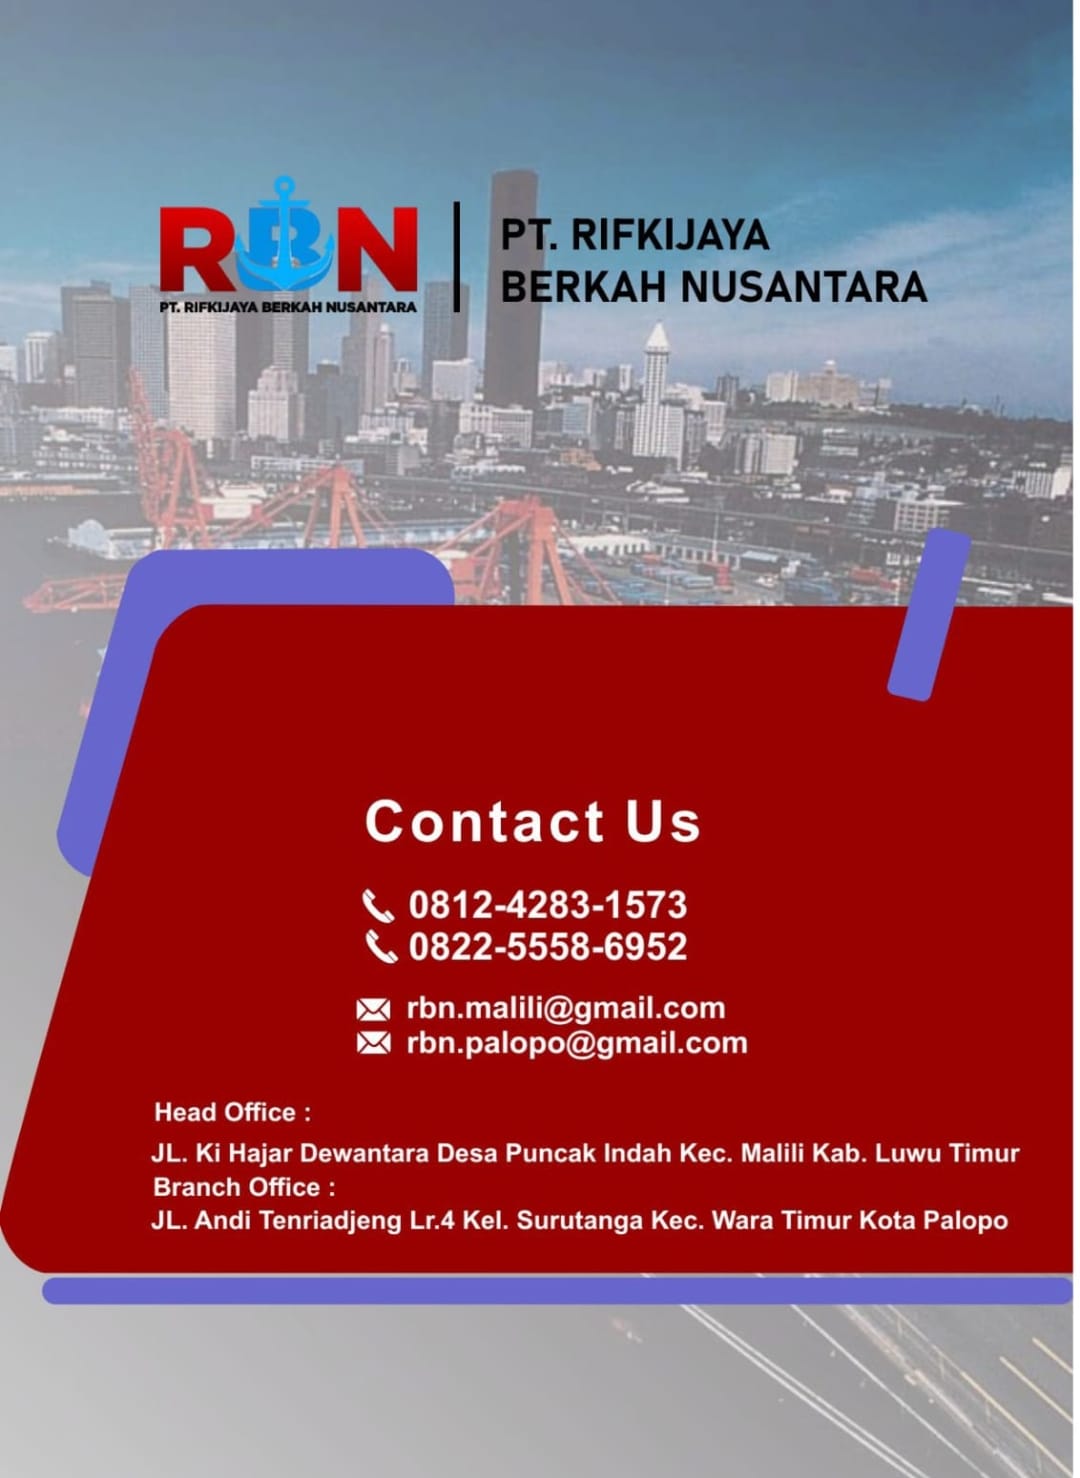 RBN
PT. RIFKIJAYA BERKAH NUSANTARA
PT. RIFKIJAYA
BERKAH NUSANTARA
Contact Us
0812-4283-1573
0822-5558-6952
rbn.malili@gmail.com
rbn.palopo@gmail.com
Head Office :
JL. Ki Hajar Dewantara Desa Puncak Indah Kec. Malili Kab. Luwu Timur
Branch Office :
JL. Andi Tenriadjeng Lr.4 Kel. Surutanga Kec. Wara Timur Kota Palopo